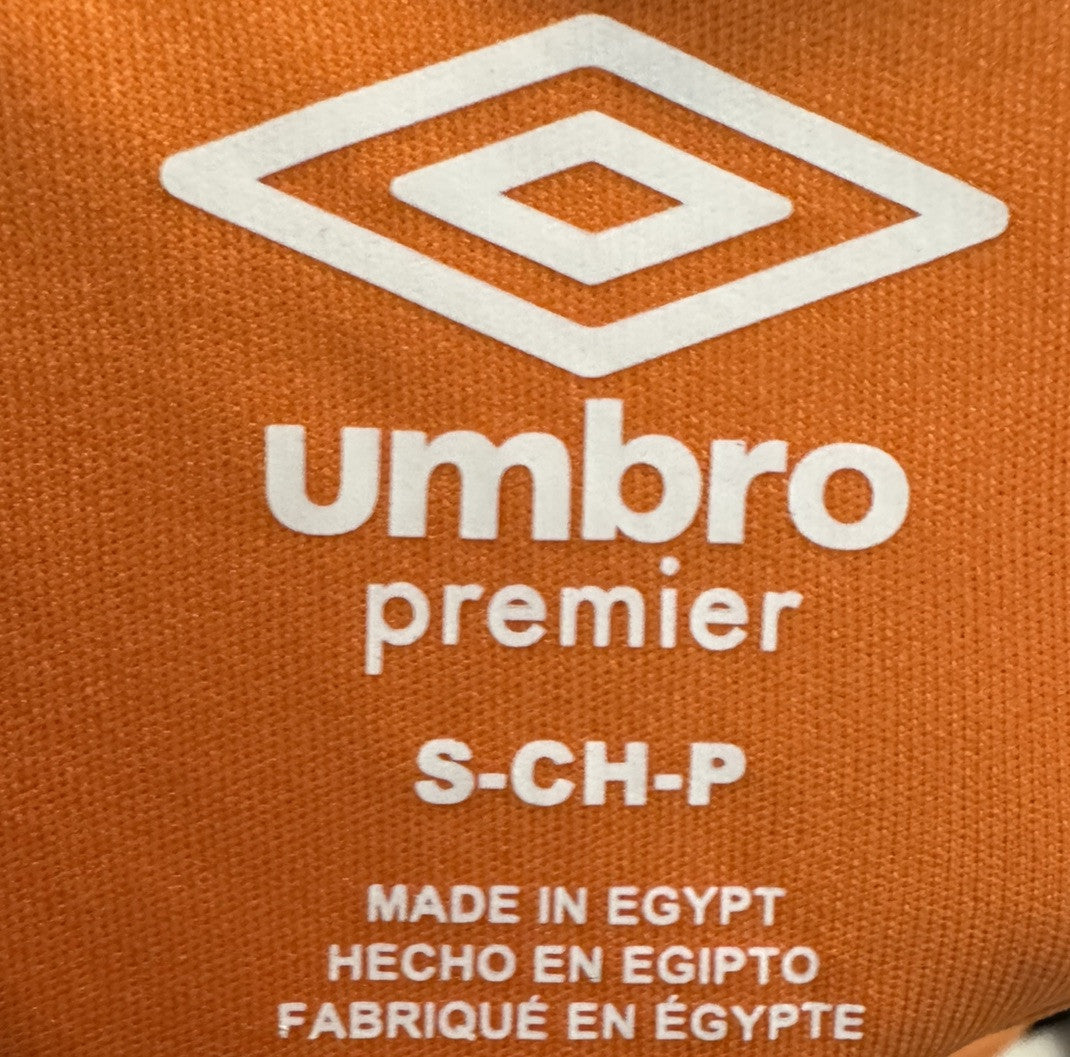 umbro
premier
S-CH-P
MADE IN EGYPT
HECHO EN EGIPTO
FABRIQUÉ EN ÉGYPTE